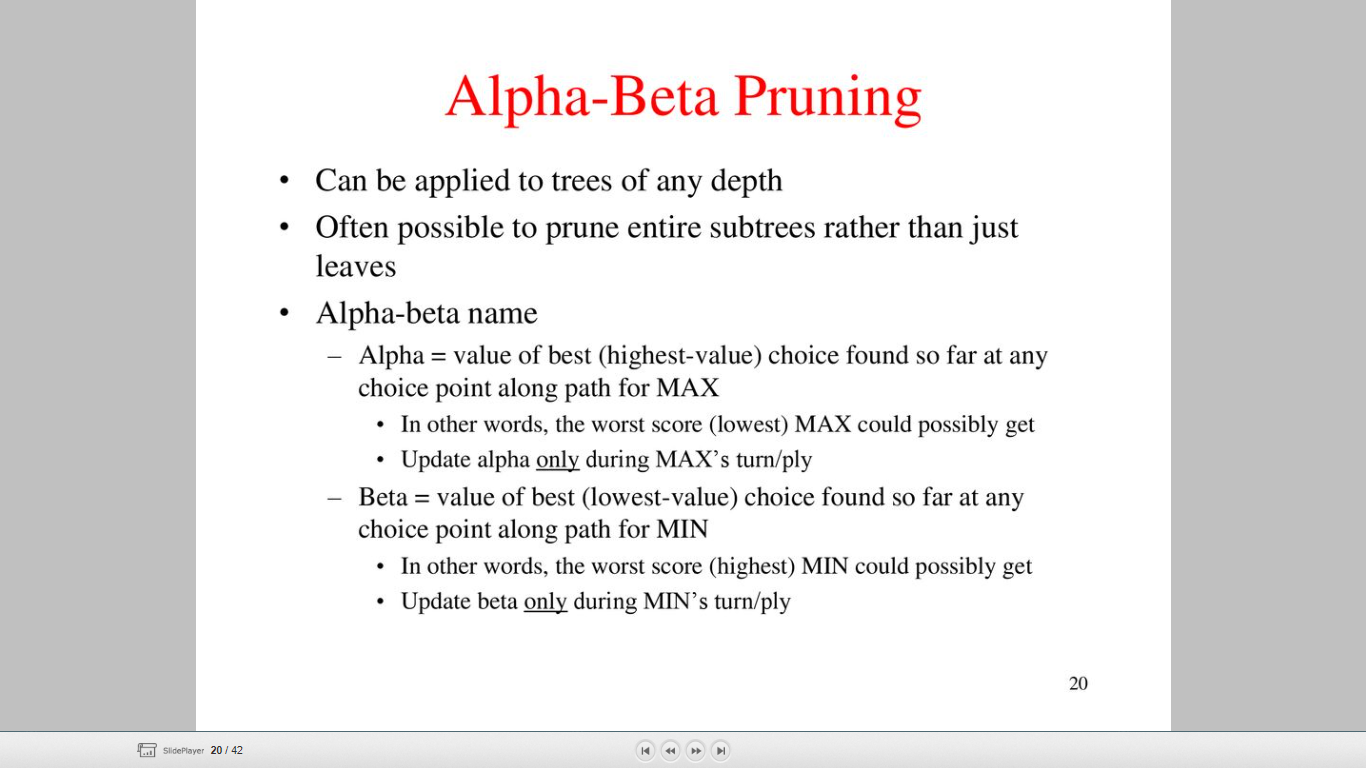 Alpha-Beta Pruning
• Can be applied to trees of any depth
• Often possible to prune entire subtrees rather than just
leaves
• Alpha-beta name
– Alpha = value of best (highest-value) choice found so far at any
choice point along path for MAX
• In other words, the worst score (lowest) MAX could possibly get
• Update alpha only during MAX’s turn/ply
– Beta = value of best (lowest-value) choice found so far at any
choice point along path for MIN
• In other words, the worst score (highest) MIN could possibly get
• Update beta only during MIN’s turn/ply
20
SlidePlayer 20 / 42